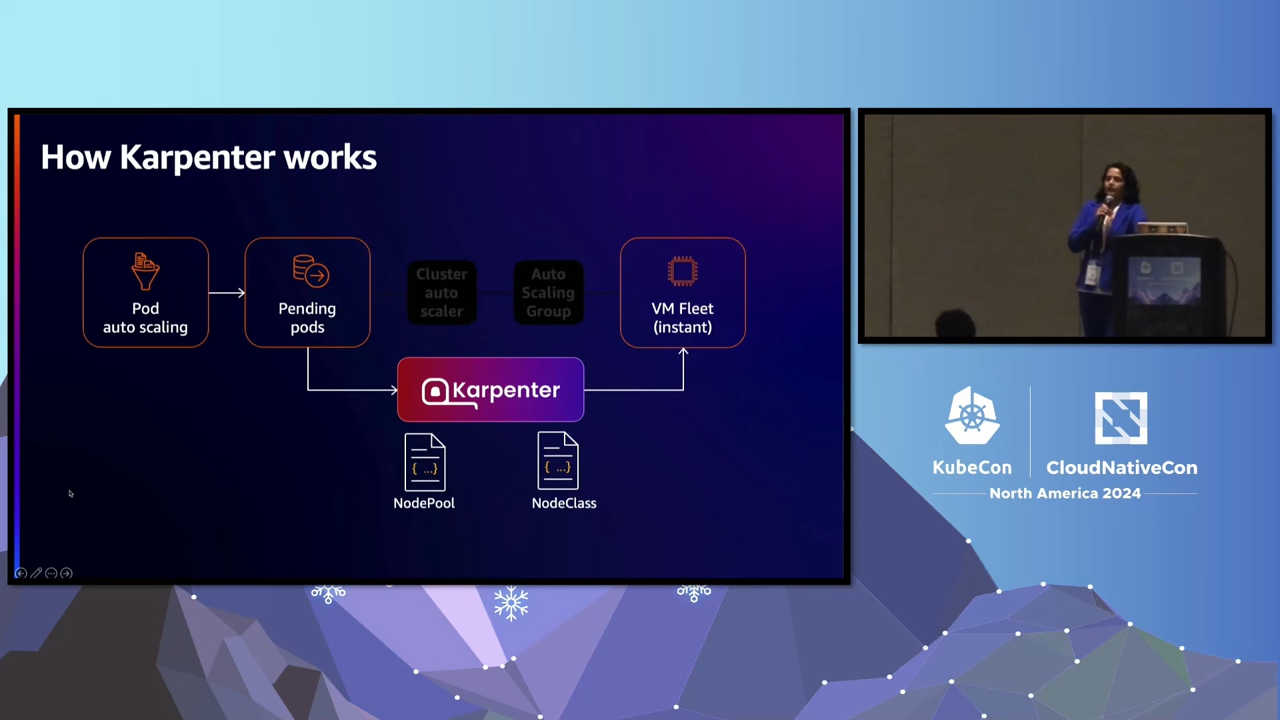 How Karpenter works
Pod
auto scaling
Pending
pods
Cluster
auto
scaler
Auto
Scaling
Group
VM Fleet
(instant)
Karpenter
{ ...}
NodePool
{ ...}
NodeClass
KubeCon
CloudNativeCon
North America 2024